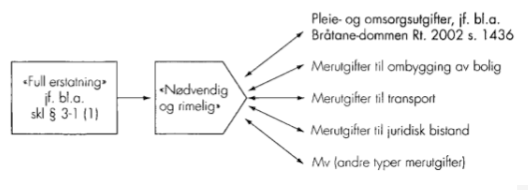 Pleie- og omsorgsutgifter, jf. bl.a.
Bråtane-dommen Rt. 2002 s. 1436
«Full erstatning»
jf. bl.a.
skl § 3-1 (1)
«Nødvendig
og rimelig»
Merutgifter til ombygging av bolig
Merutgifter til transport
Merutgifter til juridisk bistand
Mv (andre typer merutgifter)